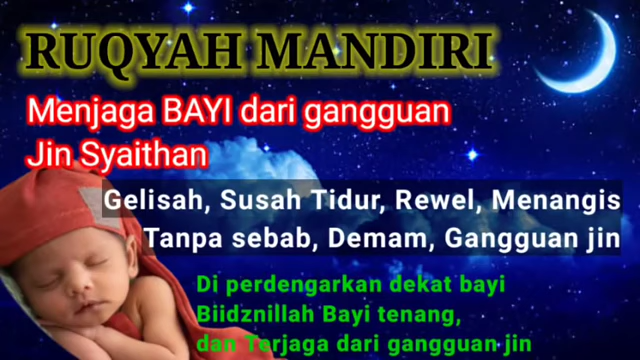 RUQYAH MANDIRI
Menjaga BAYI dari gangguan
Jin Syaithan
Gelisah, Susah Tidur, Rewel, Menangis
Tanpa sebab, Demam, Gangguan jin
Di perdengarkan dekat bayi
Biidznillah Bayi tenang,
dan Terjaga dari gangguan jin